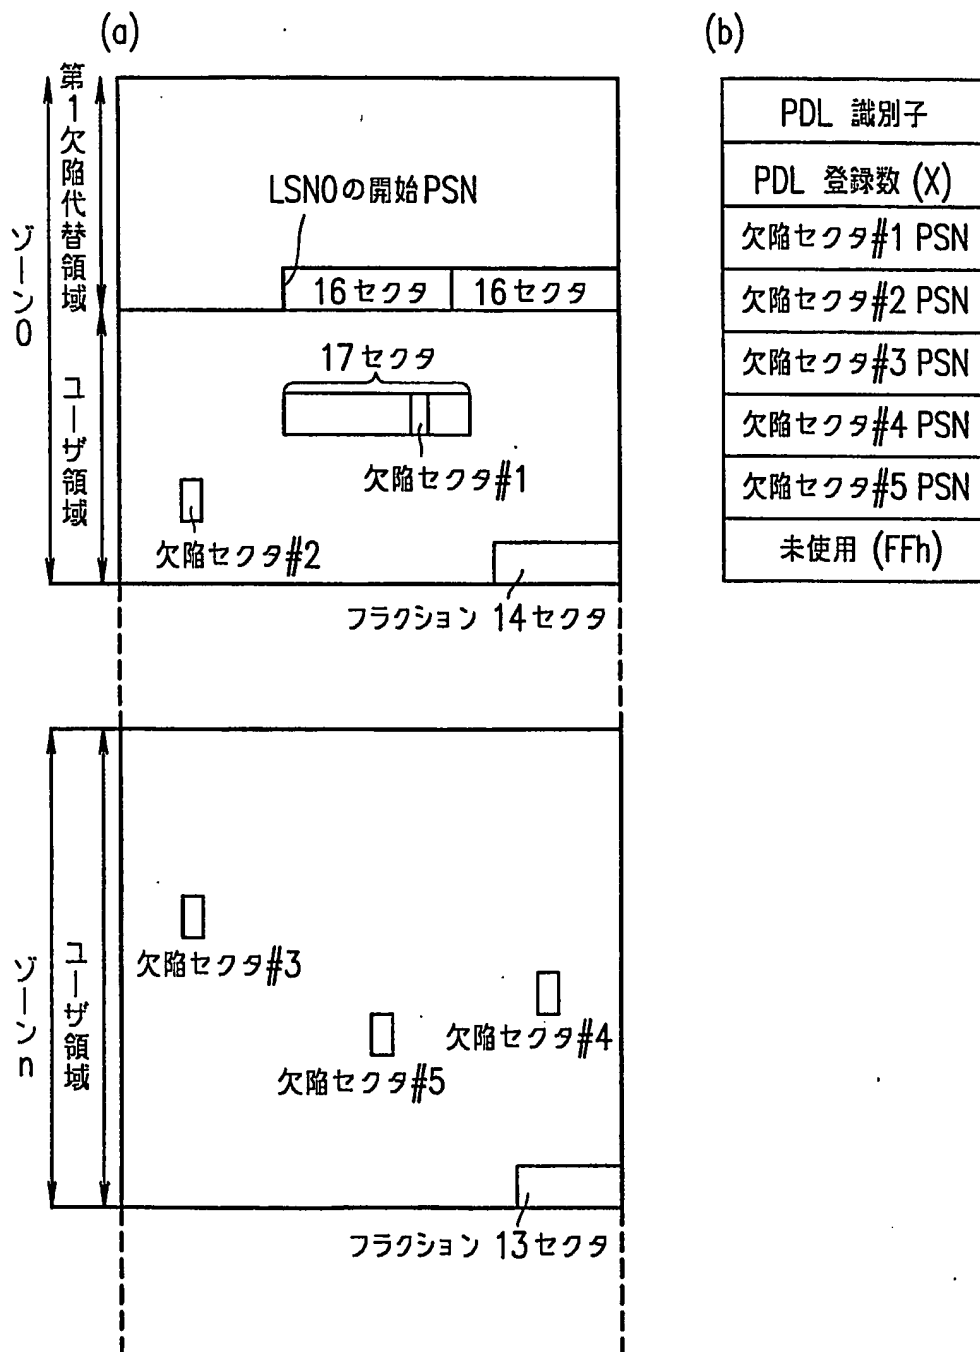 (a)
第1欠陥代替領域
ゾーン0
LSN0の開始PSN
16セクタ
16セクタ
ユーザ領域
17セクタ
欠陥セクタ#1
欠陥セクタ#2
フラクション 14セクタ
ゾーンn
ユーザ領域
欠陥セクタ#3
欠陥セクタ#4
欠陥セクタ#5
フラクション 13セクタ
(b)
PDL 識別子
PDL 登録数 (X)
欠陥セクタ#1 PSN
欠陥セクタ#2 PSN
欠陥セクタ#3 PSN
欠陥セクタ#4 PSN
欠陥セクタ#5 PSN
未使用 (FFh)